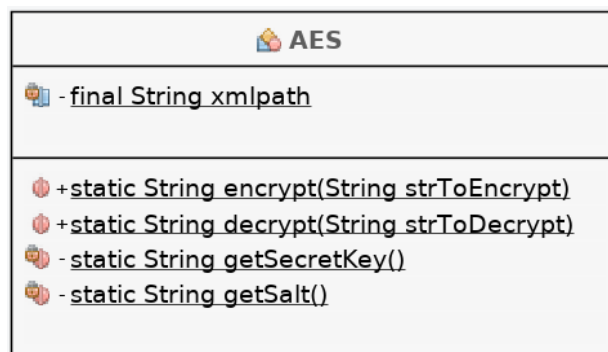 AES
- final String xmlpath
+static String encrypt(String strToEncrypt)
+static String decrypt(String strToDecrypt)
- static String getSecretKey()
- static String getSalt()